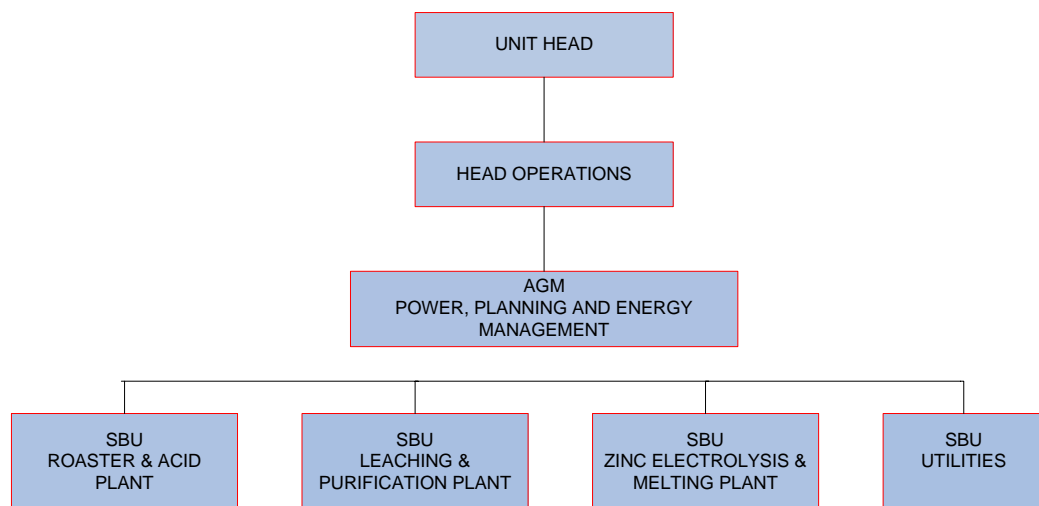 UNIT HEAD
HEAD OPERATIONS
AGM
POWER, PLANNING AND ENERGY
MANAGEMENT
SBU
ROASTER & ACID
PLANT
SBU
LEACHING &
PURIFICATION PLANT
SBU
ZINC ELECTROLYSIS &
MELTING PLANT
SBU
UTILITIES